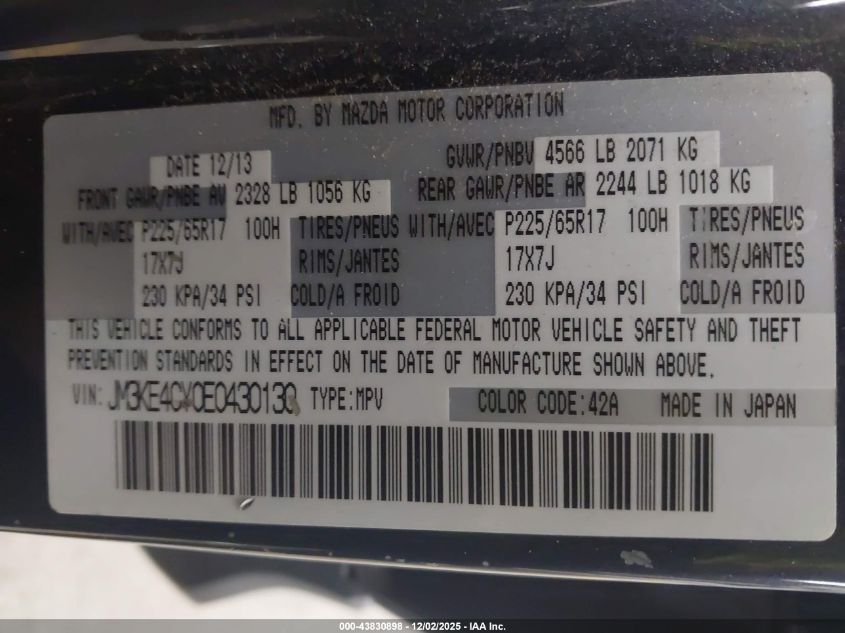 MFD. BY MAZDA MOTOR CORPORATION
DATE 12/13 GVWR/PNBV 4566 LB 2071 KG
FRONT GAWR/PNBE AV 2328 LB 1056 KG REAR GAWR/PNBE AR 2244 LB 1018 KG
WITH/AVEC P225/65R17 100H TIRES/PNEUS WITH/AVEC P225/65R17 100H TIRES/PNEUS
17X7J RIMS/JANTES 17X7J RIMS/JANTES
230 KPA/34 PSI COLD/A FROID 230 KPA/34 PSI COLD/A FROID
THIS VEHICLE CONFORMS TO ALL APPLICABLE FEDERAL MOTOR VEHICLE SAFETY AND THEFT
PREVENTION STANDARDS IN EFFECT ON THE DATE OF MANUFACTURE SHOWN ABOVE.
VIN: TYPE:MPV COLOR CODE:42A MADE IN JAPAN
000-43830898 - 12/02/2025 - IAA Inc.